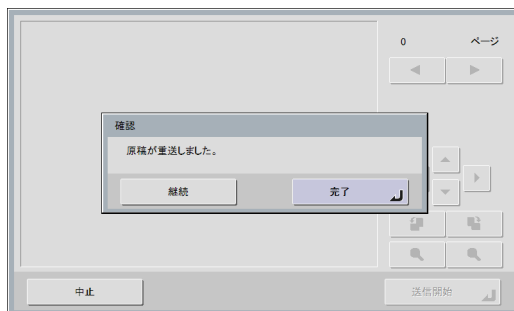 0 ページ
確認
原稿が重送しました。
継続 完了
中止 送信開始